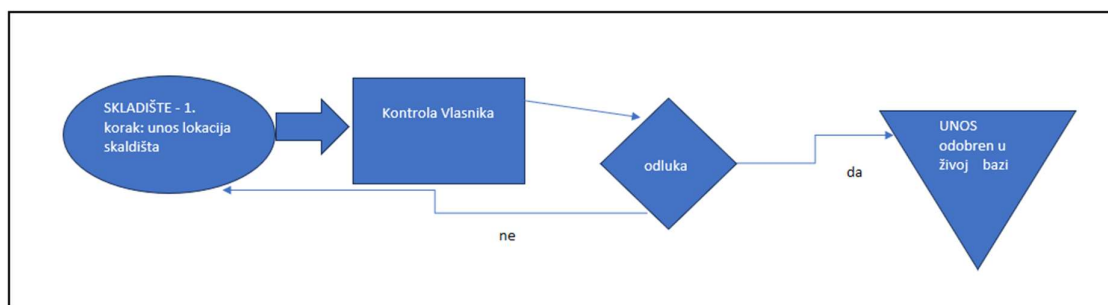 SKLADIŠTE - 1.
korak: unos lokacija
skaldišta
Kontrola Vlasnika
odluka
da
UNOS
odobren u
živoj bazi
ne